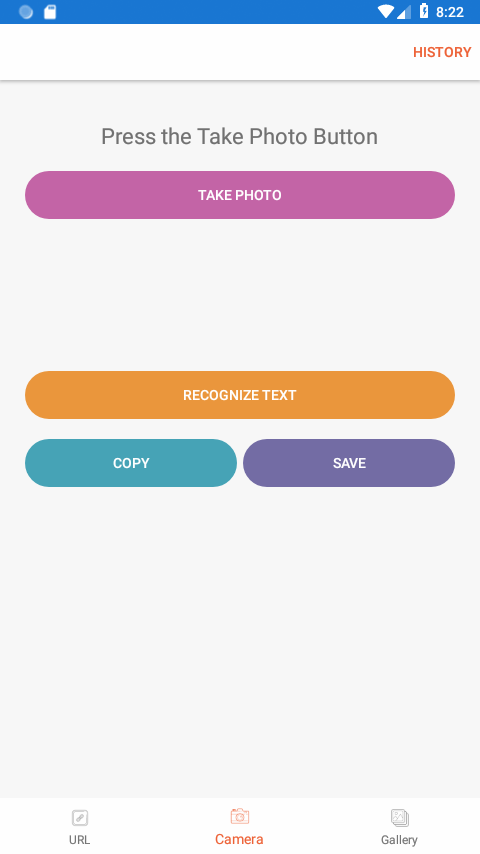 8:22
HISTORY
Press the Take Photo Button
TAKE PHOTO
RECOGNIZE TEXT
COPY
SAVE
URL
Camera
Gallery